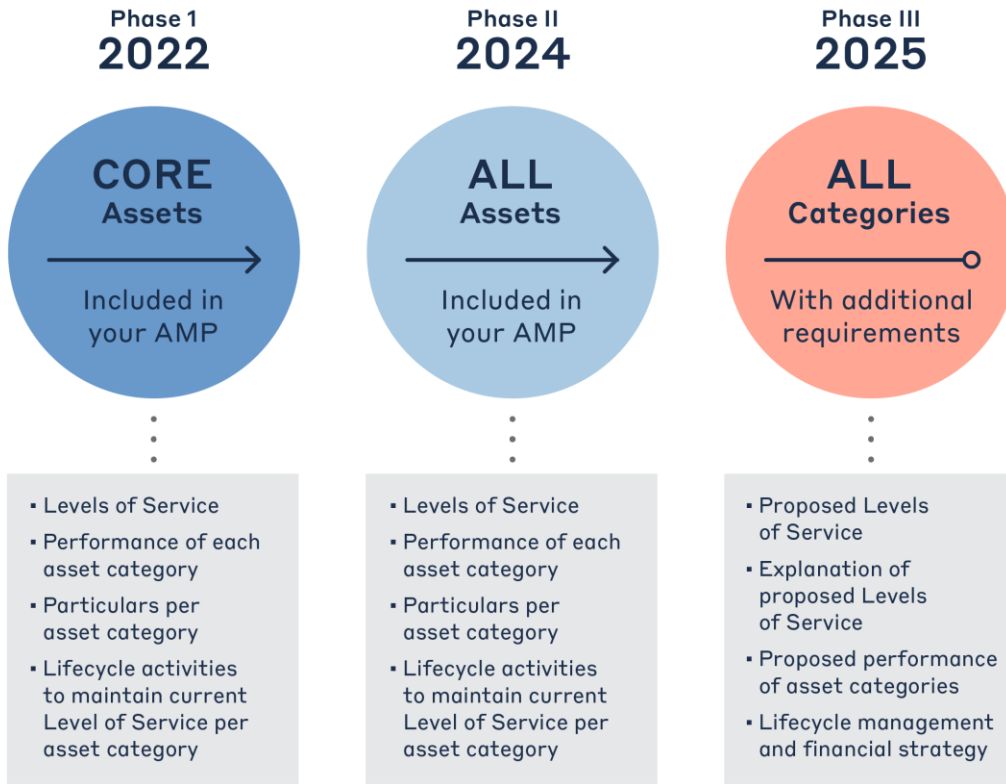 Phase 1
2022
CORE
Assets
Included in
your AMP
▪ Levels of Service
▪ Performance of each
asset category
▪ Particulars per
asset category
▪ Lifecycle activities
to maintain current
Level of Service per
asset category
Phase II
2024
ALL
Assets
Included in
your AMP
▪ Levels of Service
▪ Performance of each
asset category
▪ Particulars per
asset category
▪ Lifecycle activities
to maintain current
Level of Service per
asset category
Phase III
2025
ALL
Categories
With additional
requirements
▪ Proposed Levels
of Service
▪ Explanation of
proposed Levels
of Service
▪ Proposed performance
of asset categories
▪ Lifecycle management
and financial strategy